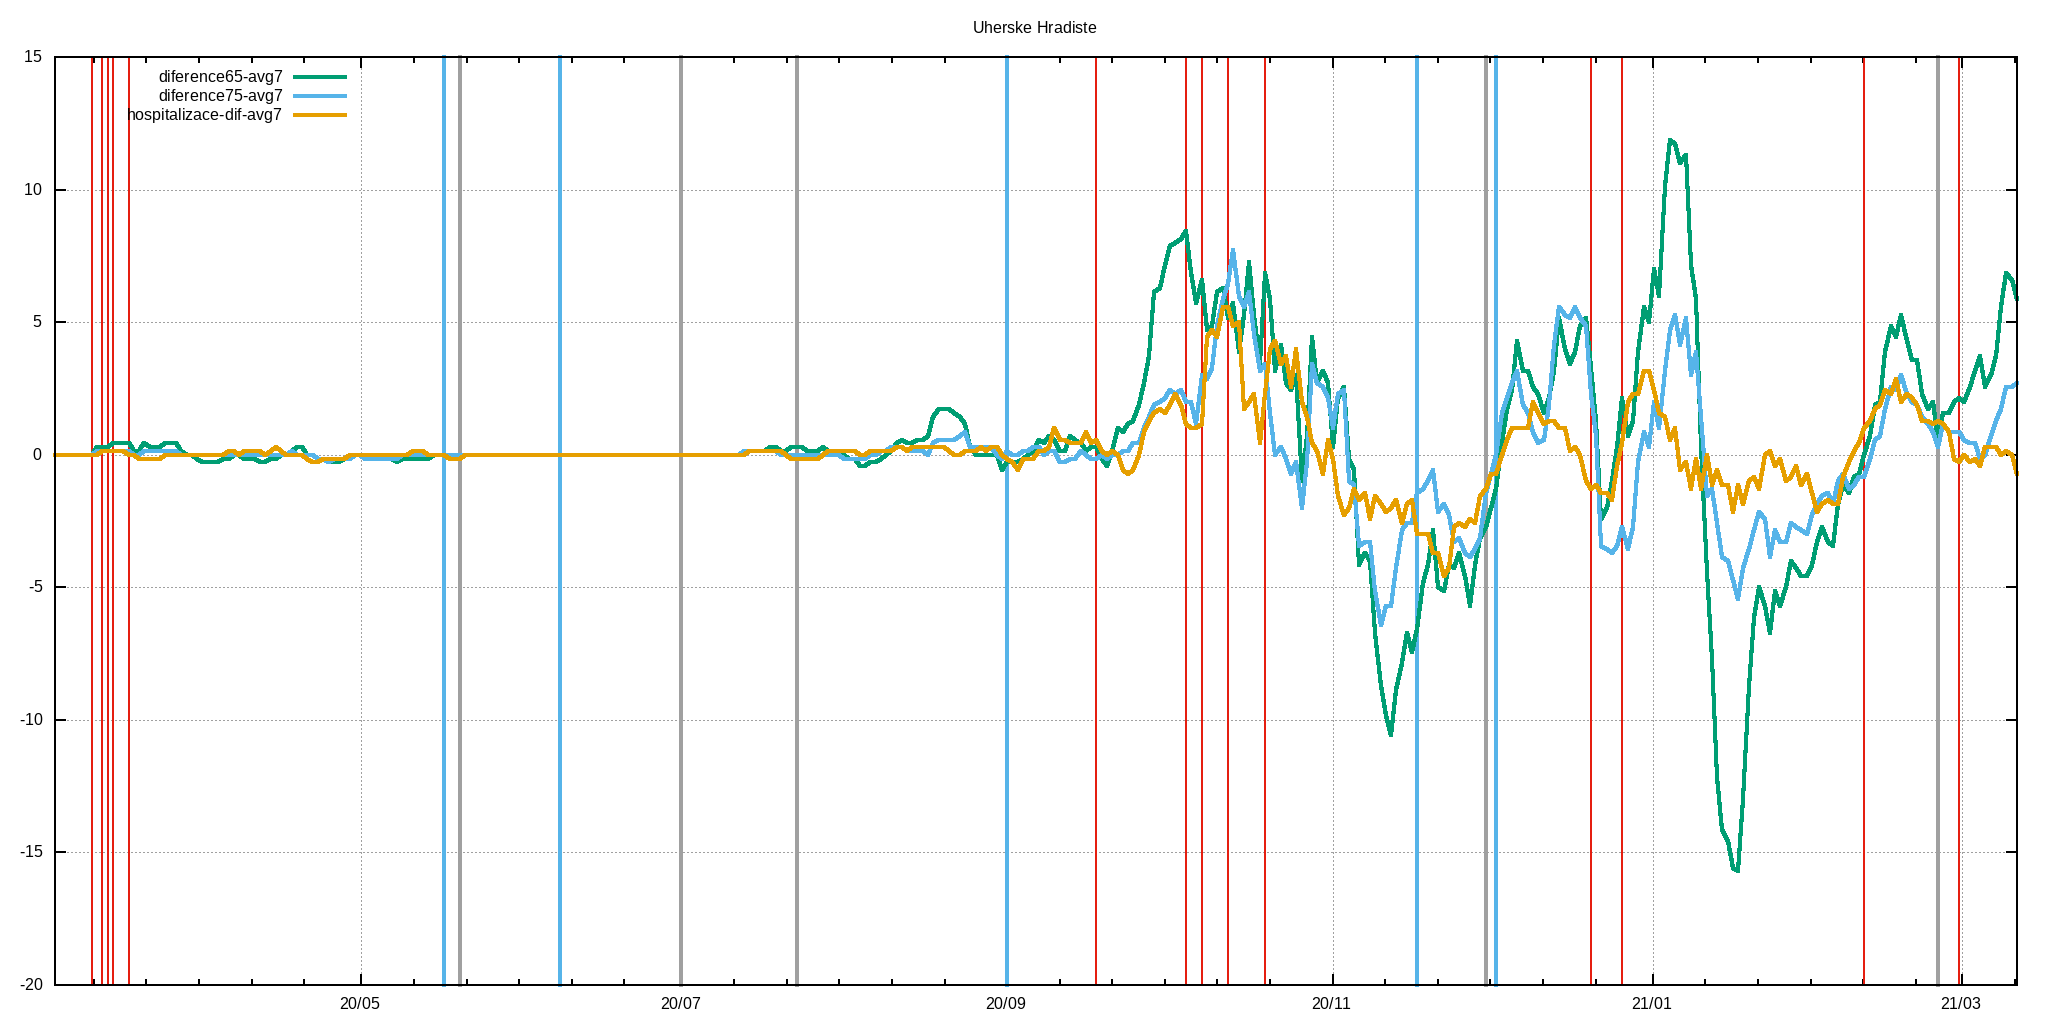 Uherske Hradiste
15
diference65-avg7
diference75-avg7
hospitalizace-dif-avg7
10
5
0
-5
-10
-15
-20
20/05 20/07 20/09 20/11 21/01 21/03